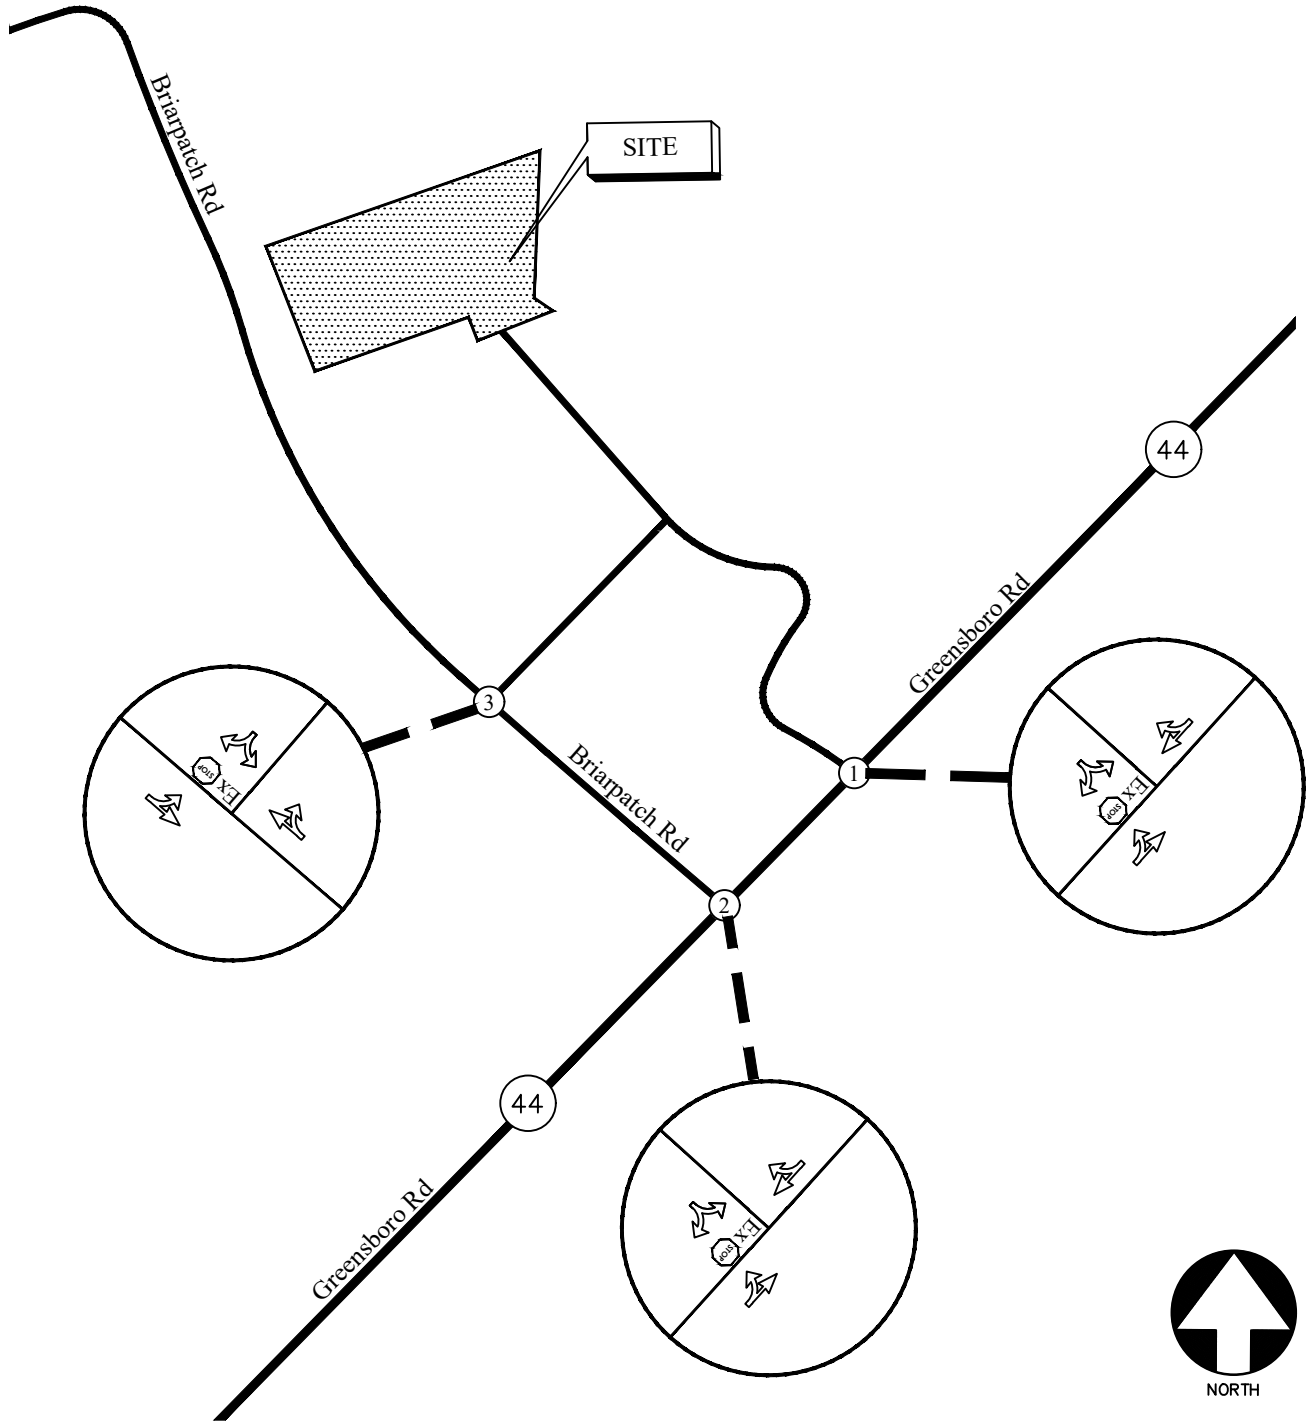 Briarpatch Rd
SITE
44
Greensboro Rd
3
1
STOP
Ex
Briarpatch Rd
Ex
STOP
2
44
Greensboro Rd
Ex
STOP
NORTH